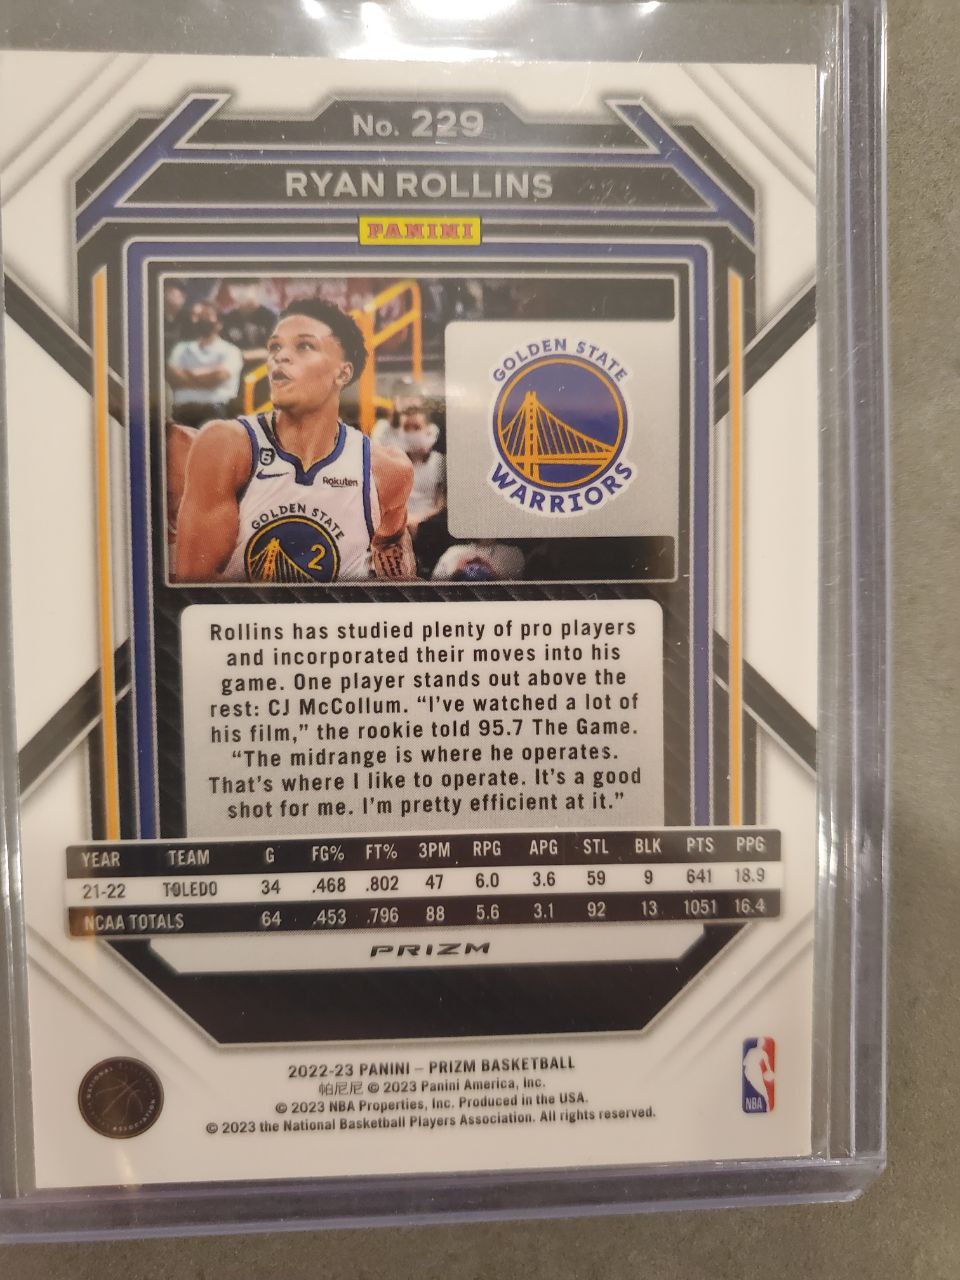 No. 229
RYAN ROLLINS
PANINI
GOLDEN STATE
WARRIORS
6
Rakuten
GOLDEN STATE
2
Rollins has studied plenty of pro players
and incorporated their moves into his
game. One player stands out above the
rest: CJ McCollum. “I’ve watched a lot of
his film,” the rookie told 95.7 The Game.
“The midrange is where he operates.
That’s where I like to operate. It’s a good
shot for me. I’m pretty efficient at it.”
YEAR TEAM G FG% FT% 3PM RPG APG STL BLK PTS PPG
21-22 TOLEDO 34 .468 .802 47 6.0 3.6 59 9 641 18.9
NCAA TOTALS 64 .453 .796 88 5.6 3.1 92 13 1051 16.4
PRIZM
2022-23 PANINI – PRIZM BASKETBALL
帕尼尼 © 2023 Panini America, Inc.
© 2023 NBA Properties, Inc. Produced in the USA.
© 2023 the National Basketball Players Association. All rights reserved.
NBA